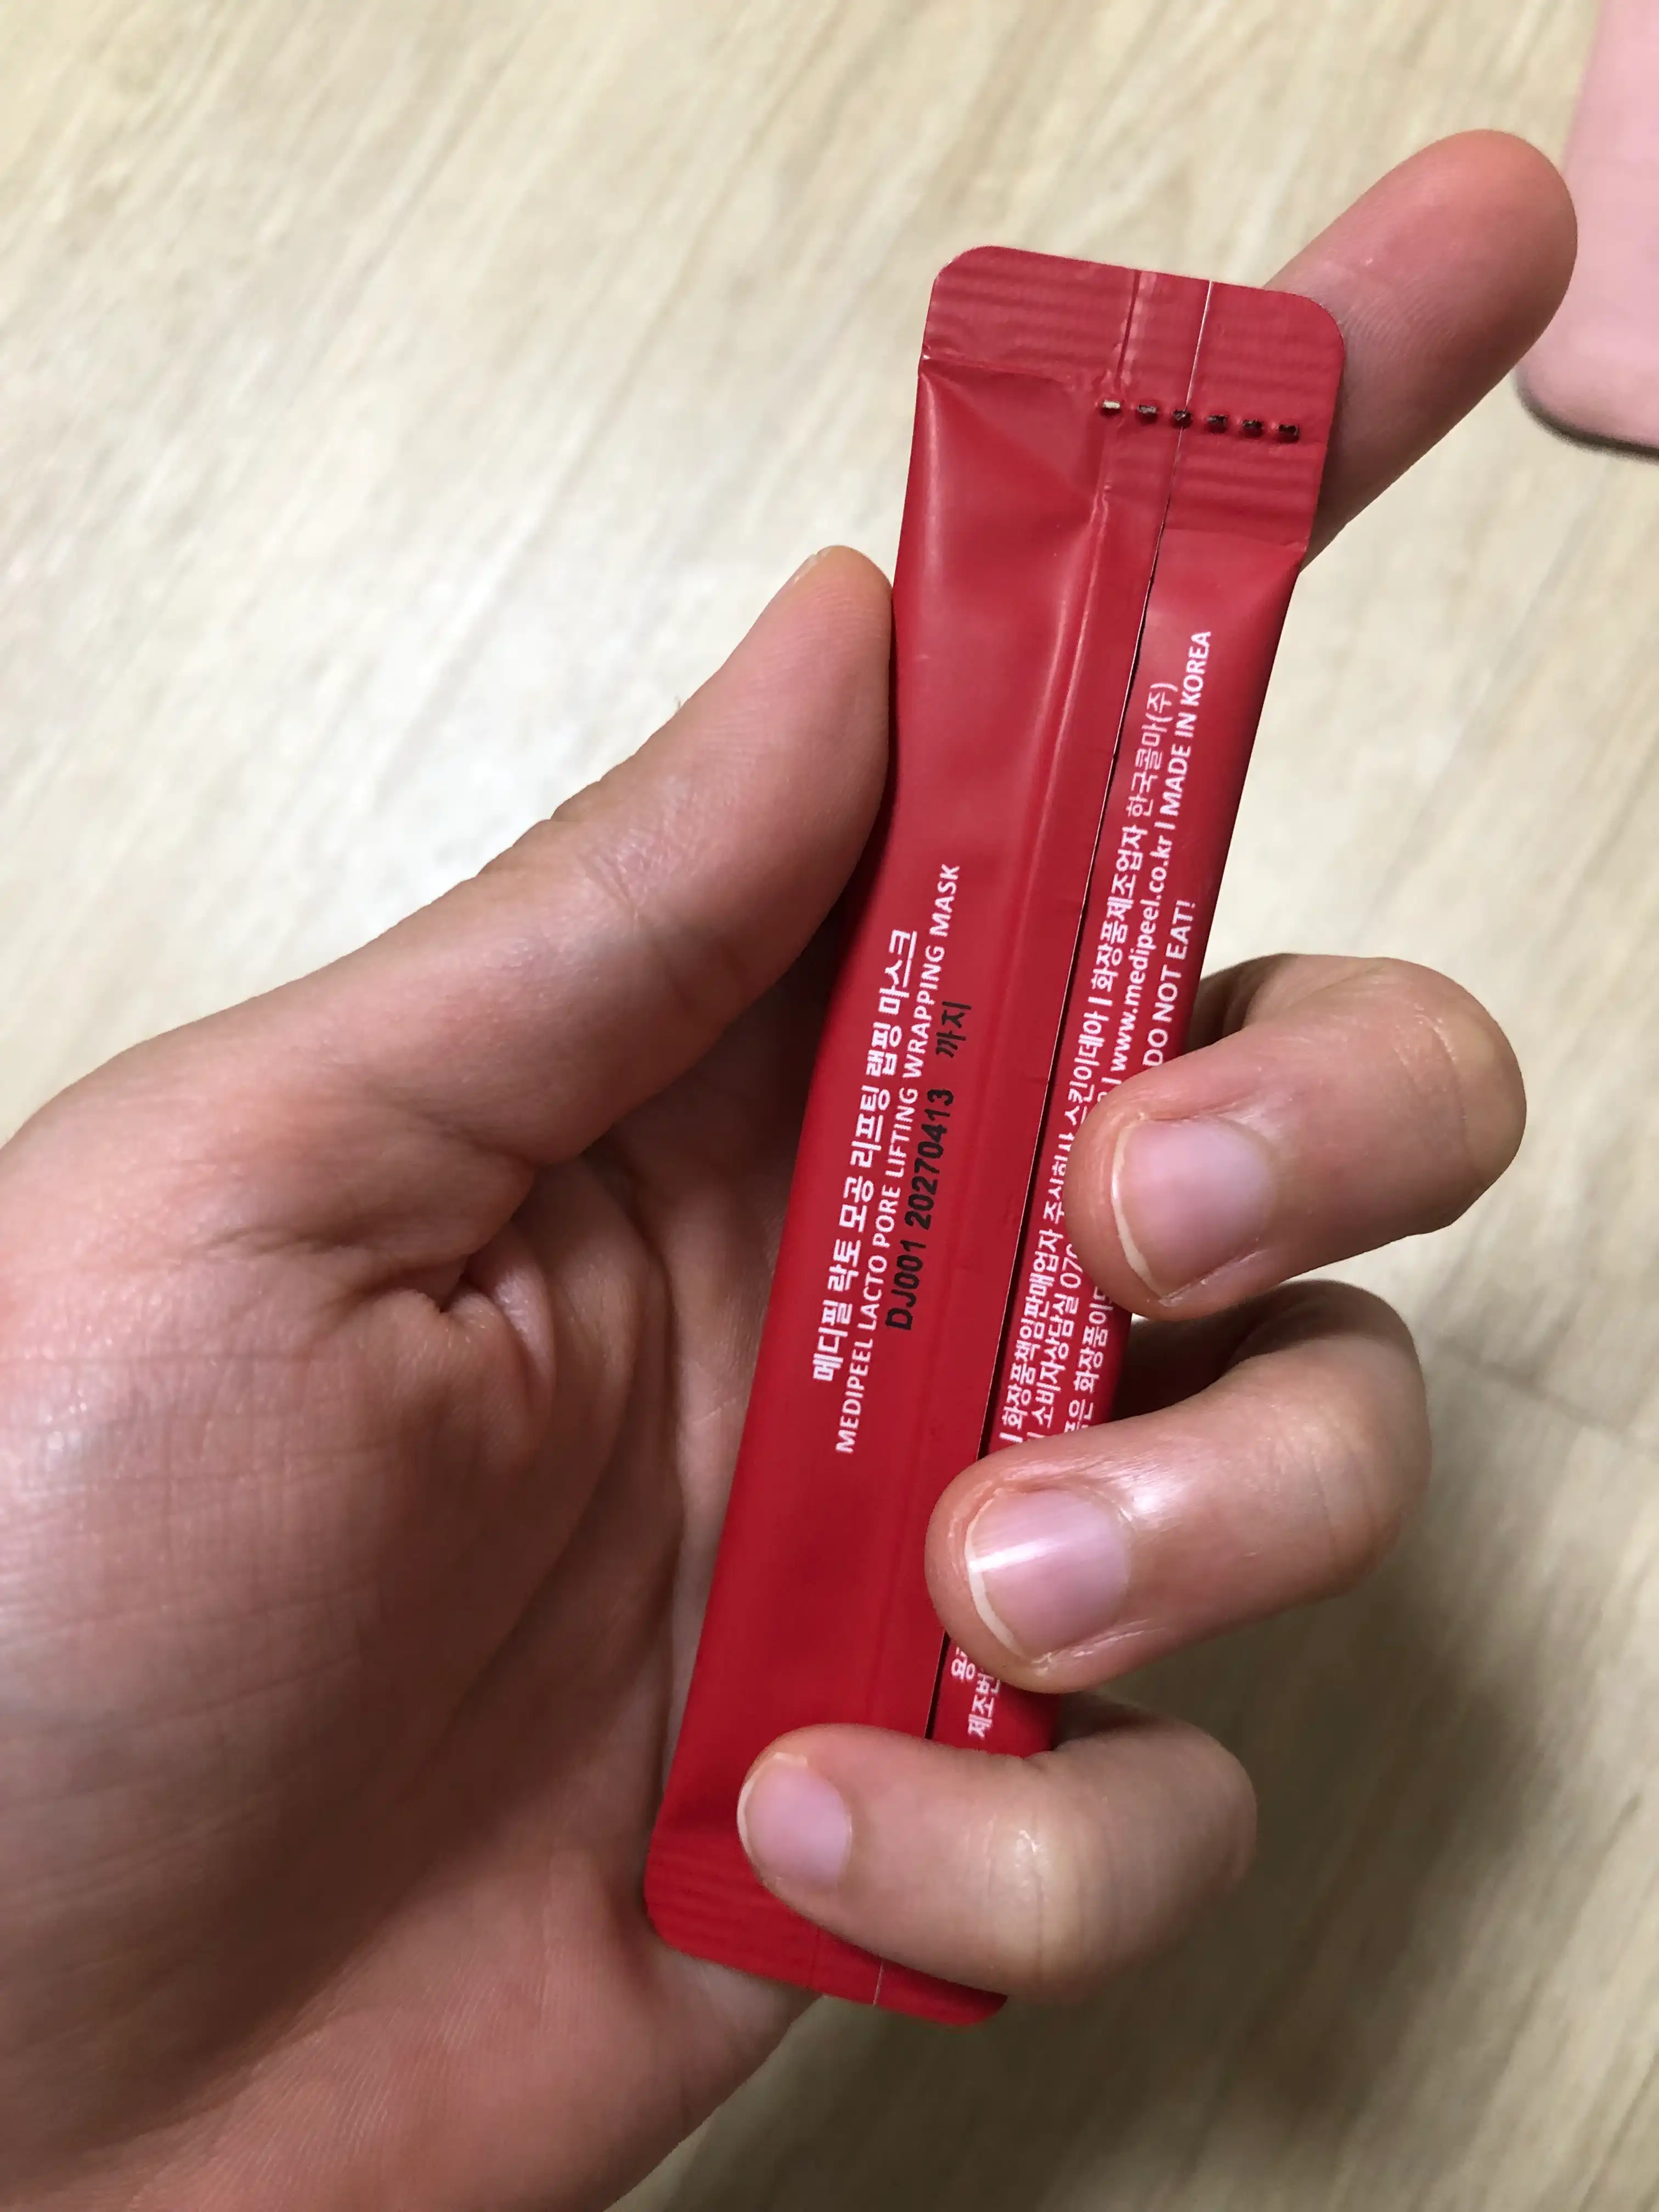 메디필 락토 모공 리프팅 랩핑 마스크
MEDIPEEL LACTO PORE LIFTING WRAPPING MASK
DJ001 20270413 까지
| 화장품책임판매업자 주식회사 스킨이데아 | 화장품제조업자 한국콜마(주)
| 소비자상담실 070 | www.medipeel.co.kr | MADE IN KOREA
화장품이 DO NOT EAT!